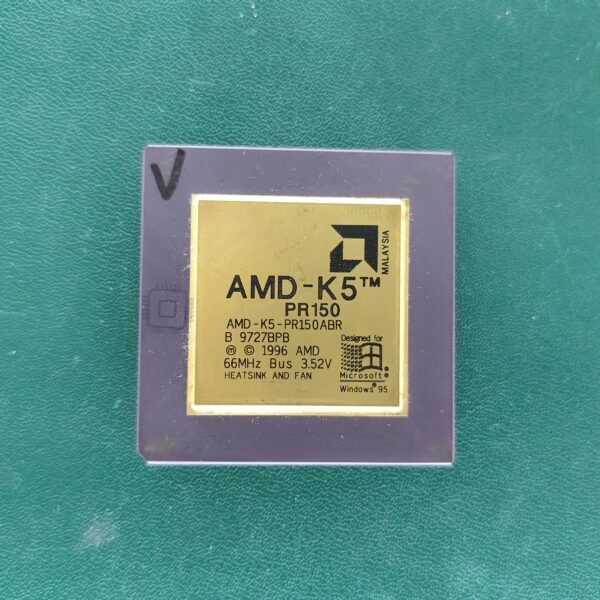 V
MALAYSIA
AMD-K5™
PR150
AMD-K5-PR150ABR
B 9727BPB
ⓜ © 1996 AMD
66MHz Bus 3.52V
HEATSINK AND FAN
Designed for
Microsoft®
Windows®95